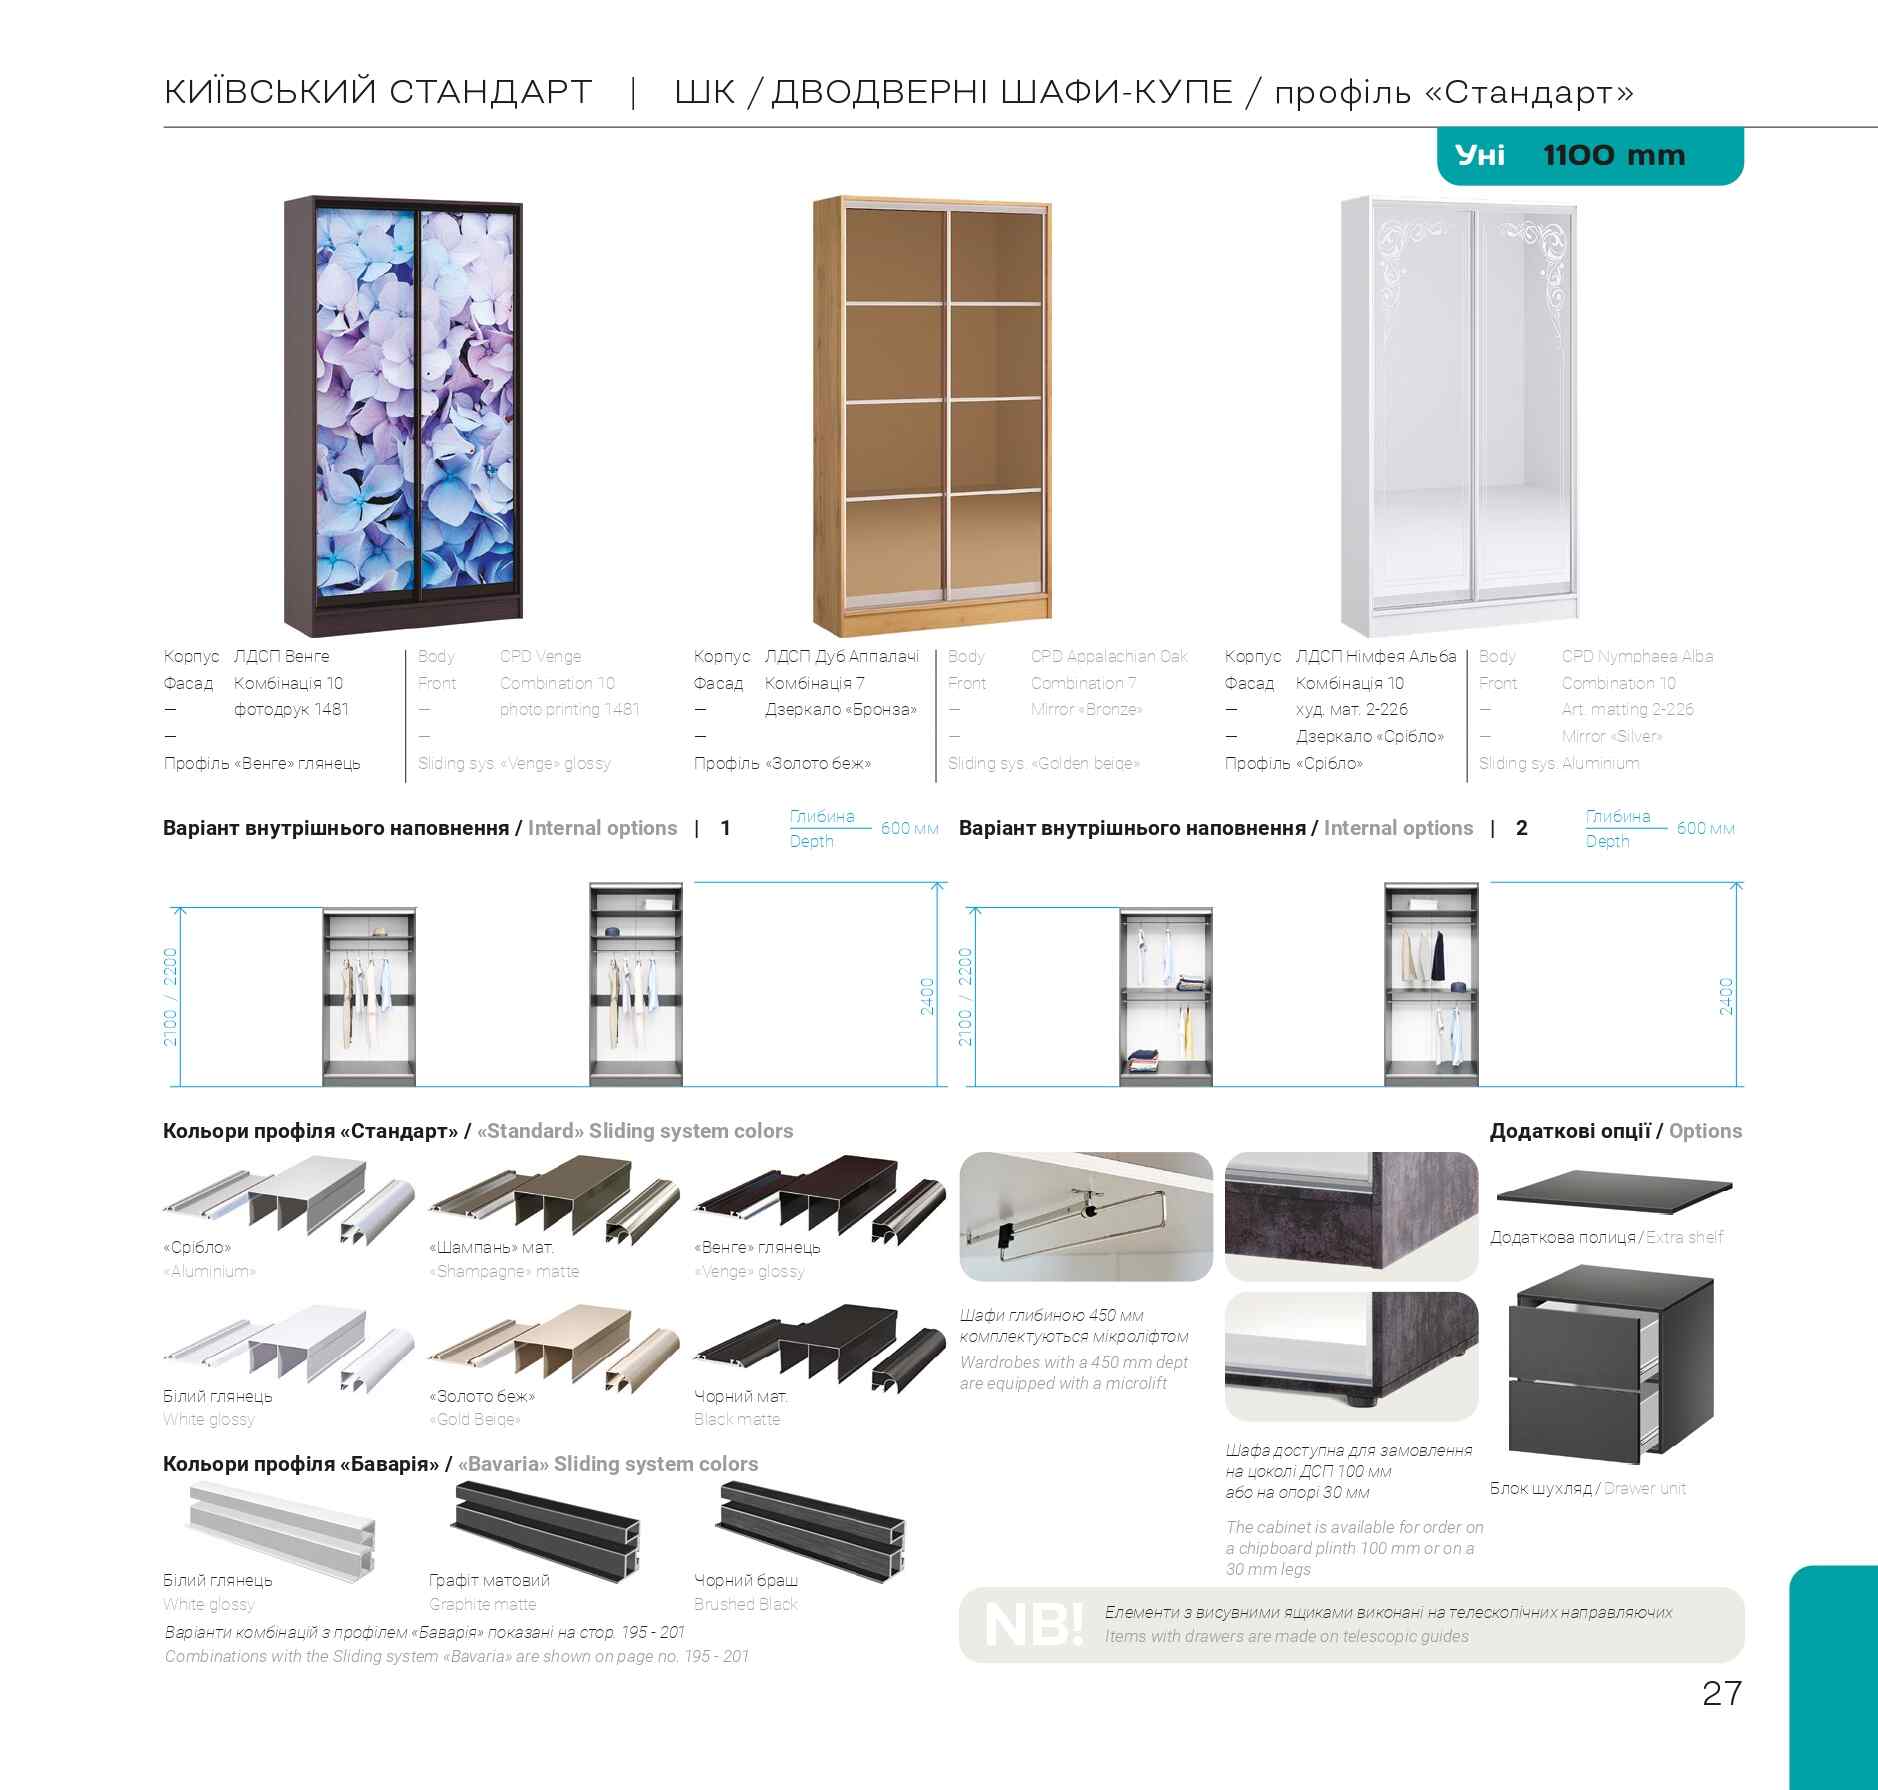 КИЇВСЬКИЙ СТАНДАРТ | ШК / ДВОДВЕРНІ ШАФИ-КУПЕ / профіль «Стандарт»
Уні 1100 mm
Корпус ЛДСП Венге
Фасад Комбінація 10
— фотодрук 1481
—
Профіль «Венге» глянець
Body CPD Venge
Front Combination 10
— photo printing 1481
—
Sliding sys. «Venge» glossy
Корпус ЛДСП Дуб Аппалачі
Фасад Комбінація 7
— Дзеркало «Бронза»
—
Профіль «Золото беж»
Body CPD Appalachian Oak
Front Combination 7
— Mirror «Bronze»
—
Sliding sys. «Golden beige»
Корпус ЛДСП Німфея Альба
Фасад Комбінація 10
— худ. мат. 2-226
— Дзеркало «Срібло»
Профіль «Срібло»
Body CPD Nymphaea Alba
Front Combination 10
— Art. matting 2-226
— Mirror «Silver»
Sliding sys. Aluminium
Варіант внутрішнього наповнення / Internal options | 1
Глибина
Depth
600 мм
Варіант внутрішнього наповнення / Internal options | 2
Глибина
Depth
600 мм
2100 / 2200
2400
2100 / 2200
2400
Кольори профіля «Стандарт» / «Standard» Sliding system colors
«Срібло»
«Aluminium»
«Шампань» мат.
«Shampagne» matte
«Венге» глянець
«Venge» glossy
Білий глянець
White glossy
«Золото беж»
«Gold Beige»
Чорний мат.
Black matte
Кольори профіля «Баварія» / «Bavaria» Sliding system colors
Білий глянець
White glossy
Графіт матовий
Graphite matte
Чорний браш
Brushed Black
Варіанти комбінацій з профілем «Баварія» показані на стор. 195 - 201
Combinations with the Sliding system «Bavaria» are shown on page no. 195 - 201
Шафи глибиною 450 мм
комплектуються мікроліфтом
Wardrobes with a 450 mm dept
are equipped with a microlift
Шафа доступна для замовлення
на цоколі ДСП 100 мм
або на опорі 30 мм
The cabinet is available for order on
a chipboard plinth 100 mm or on a
30 mm legs
Додаткові опції / Options
Додаткова полиця / Extra shelf
Блок шухляд / Drawer unit
NB!
Елементи з висувними ящиками виконані на телескопічних направляючих
Items with drawers are made on telescopic guides
27